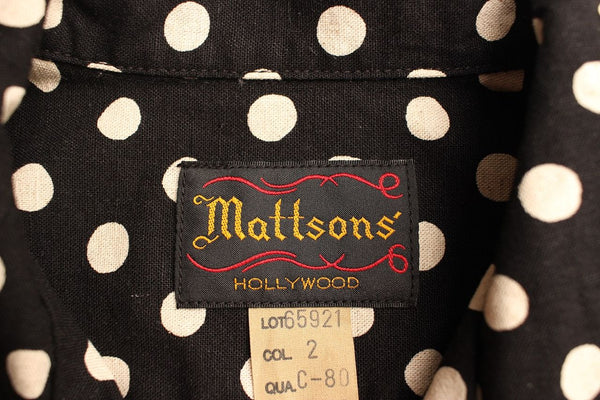 Mattsons'
HOLLYWOOD
LOT 65921
COL. 2
QUA. C-80